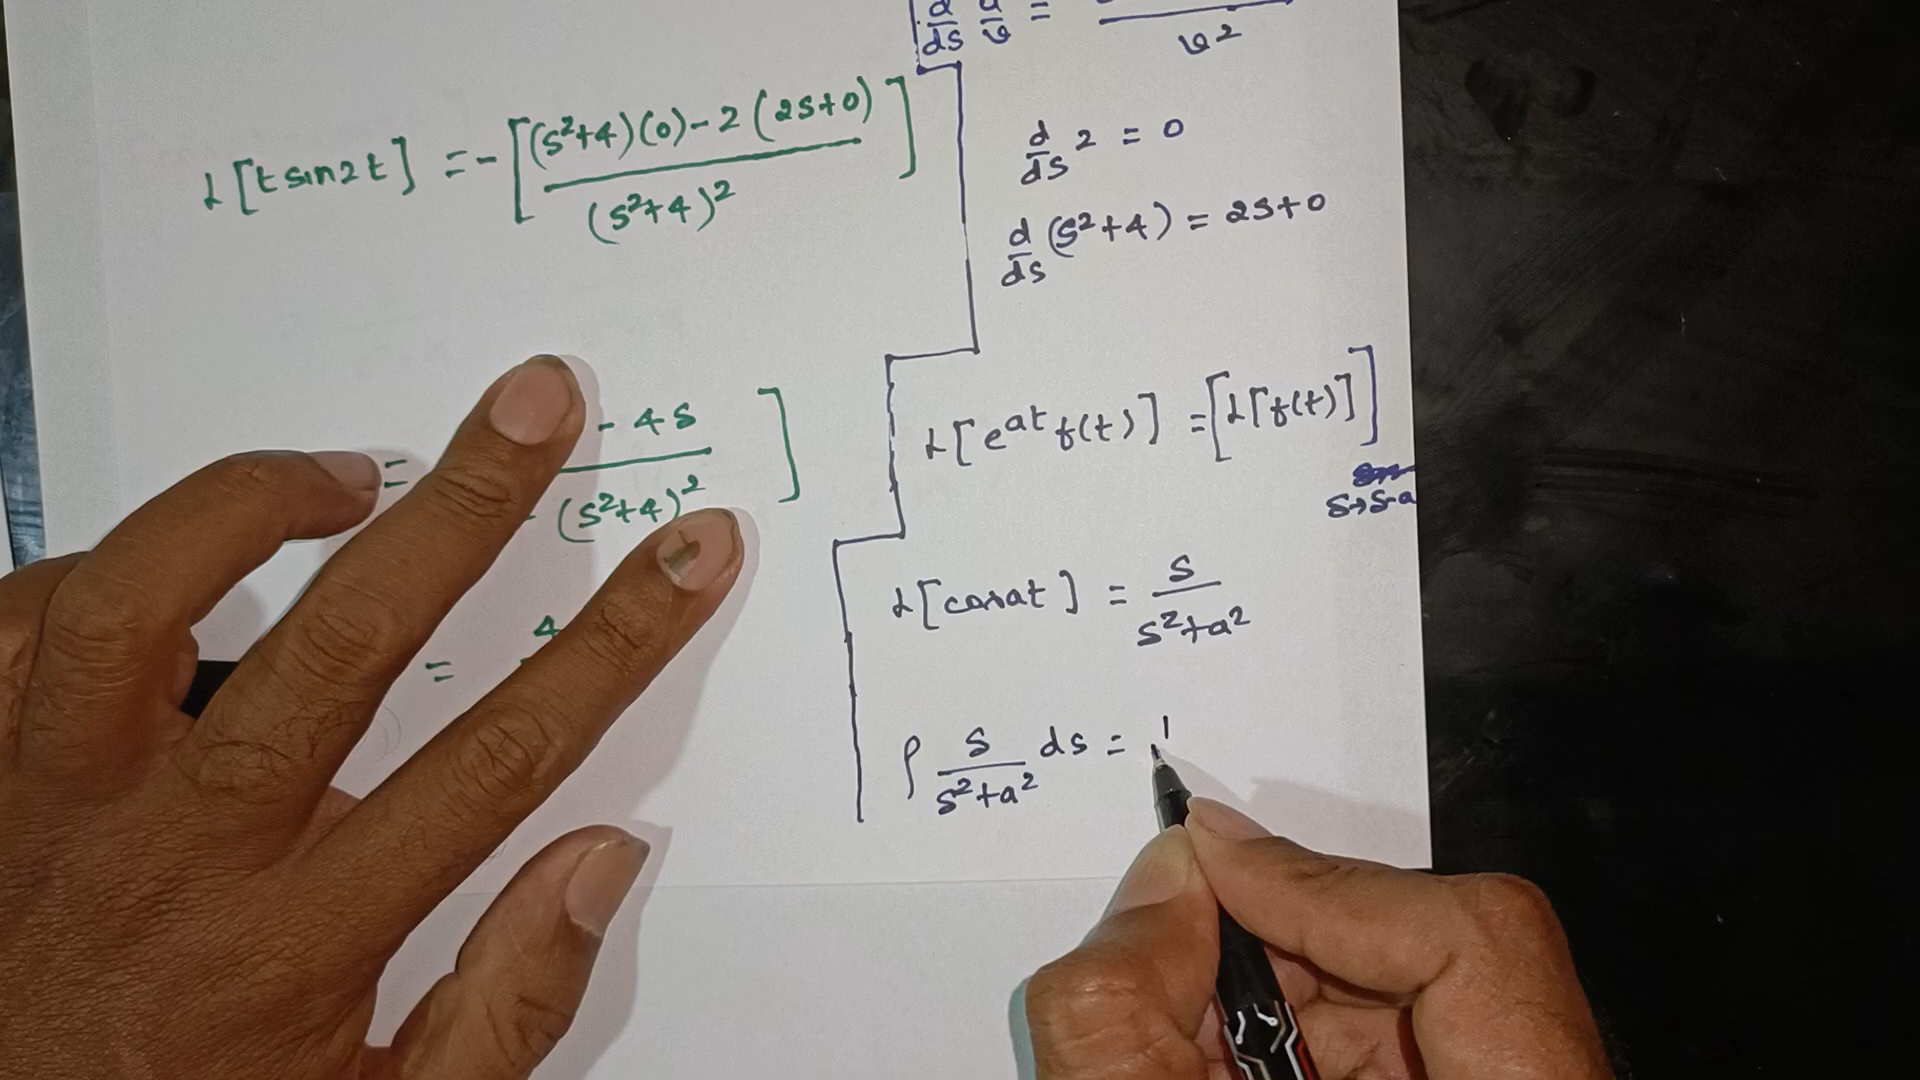 d/ds u/v = / v²
L[t sin2t] = -[(s²+4)(0)-2(2s+0) / (s²+4)²]
d/ds 2 = 0
d/ds (s²+4) = 2s+0
= - 4s / (s²+4)² ]
L[e^at f(t)] = [L[f(t)]] s→s-a
= 4
L[cosat] = s / s²+a²
∫ s / s²+a² ds = 1